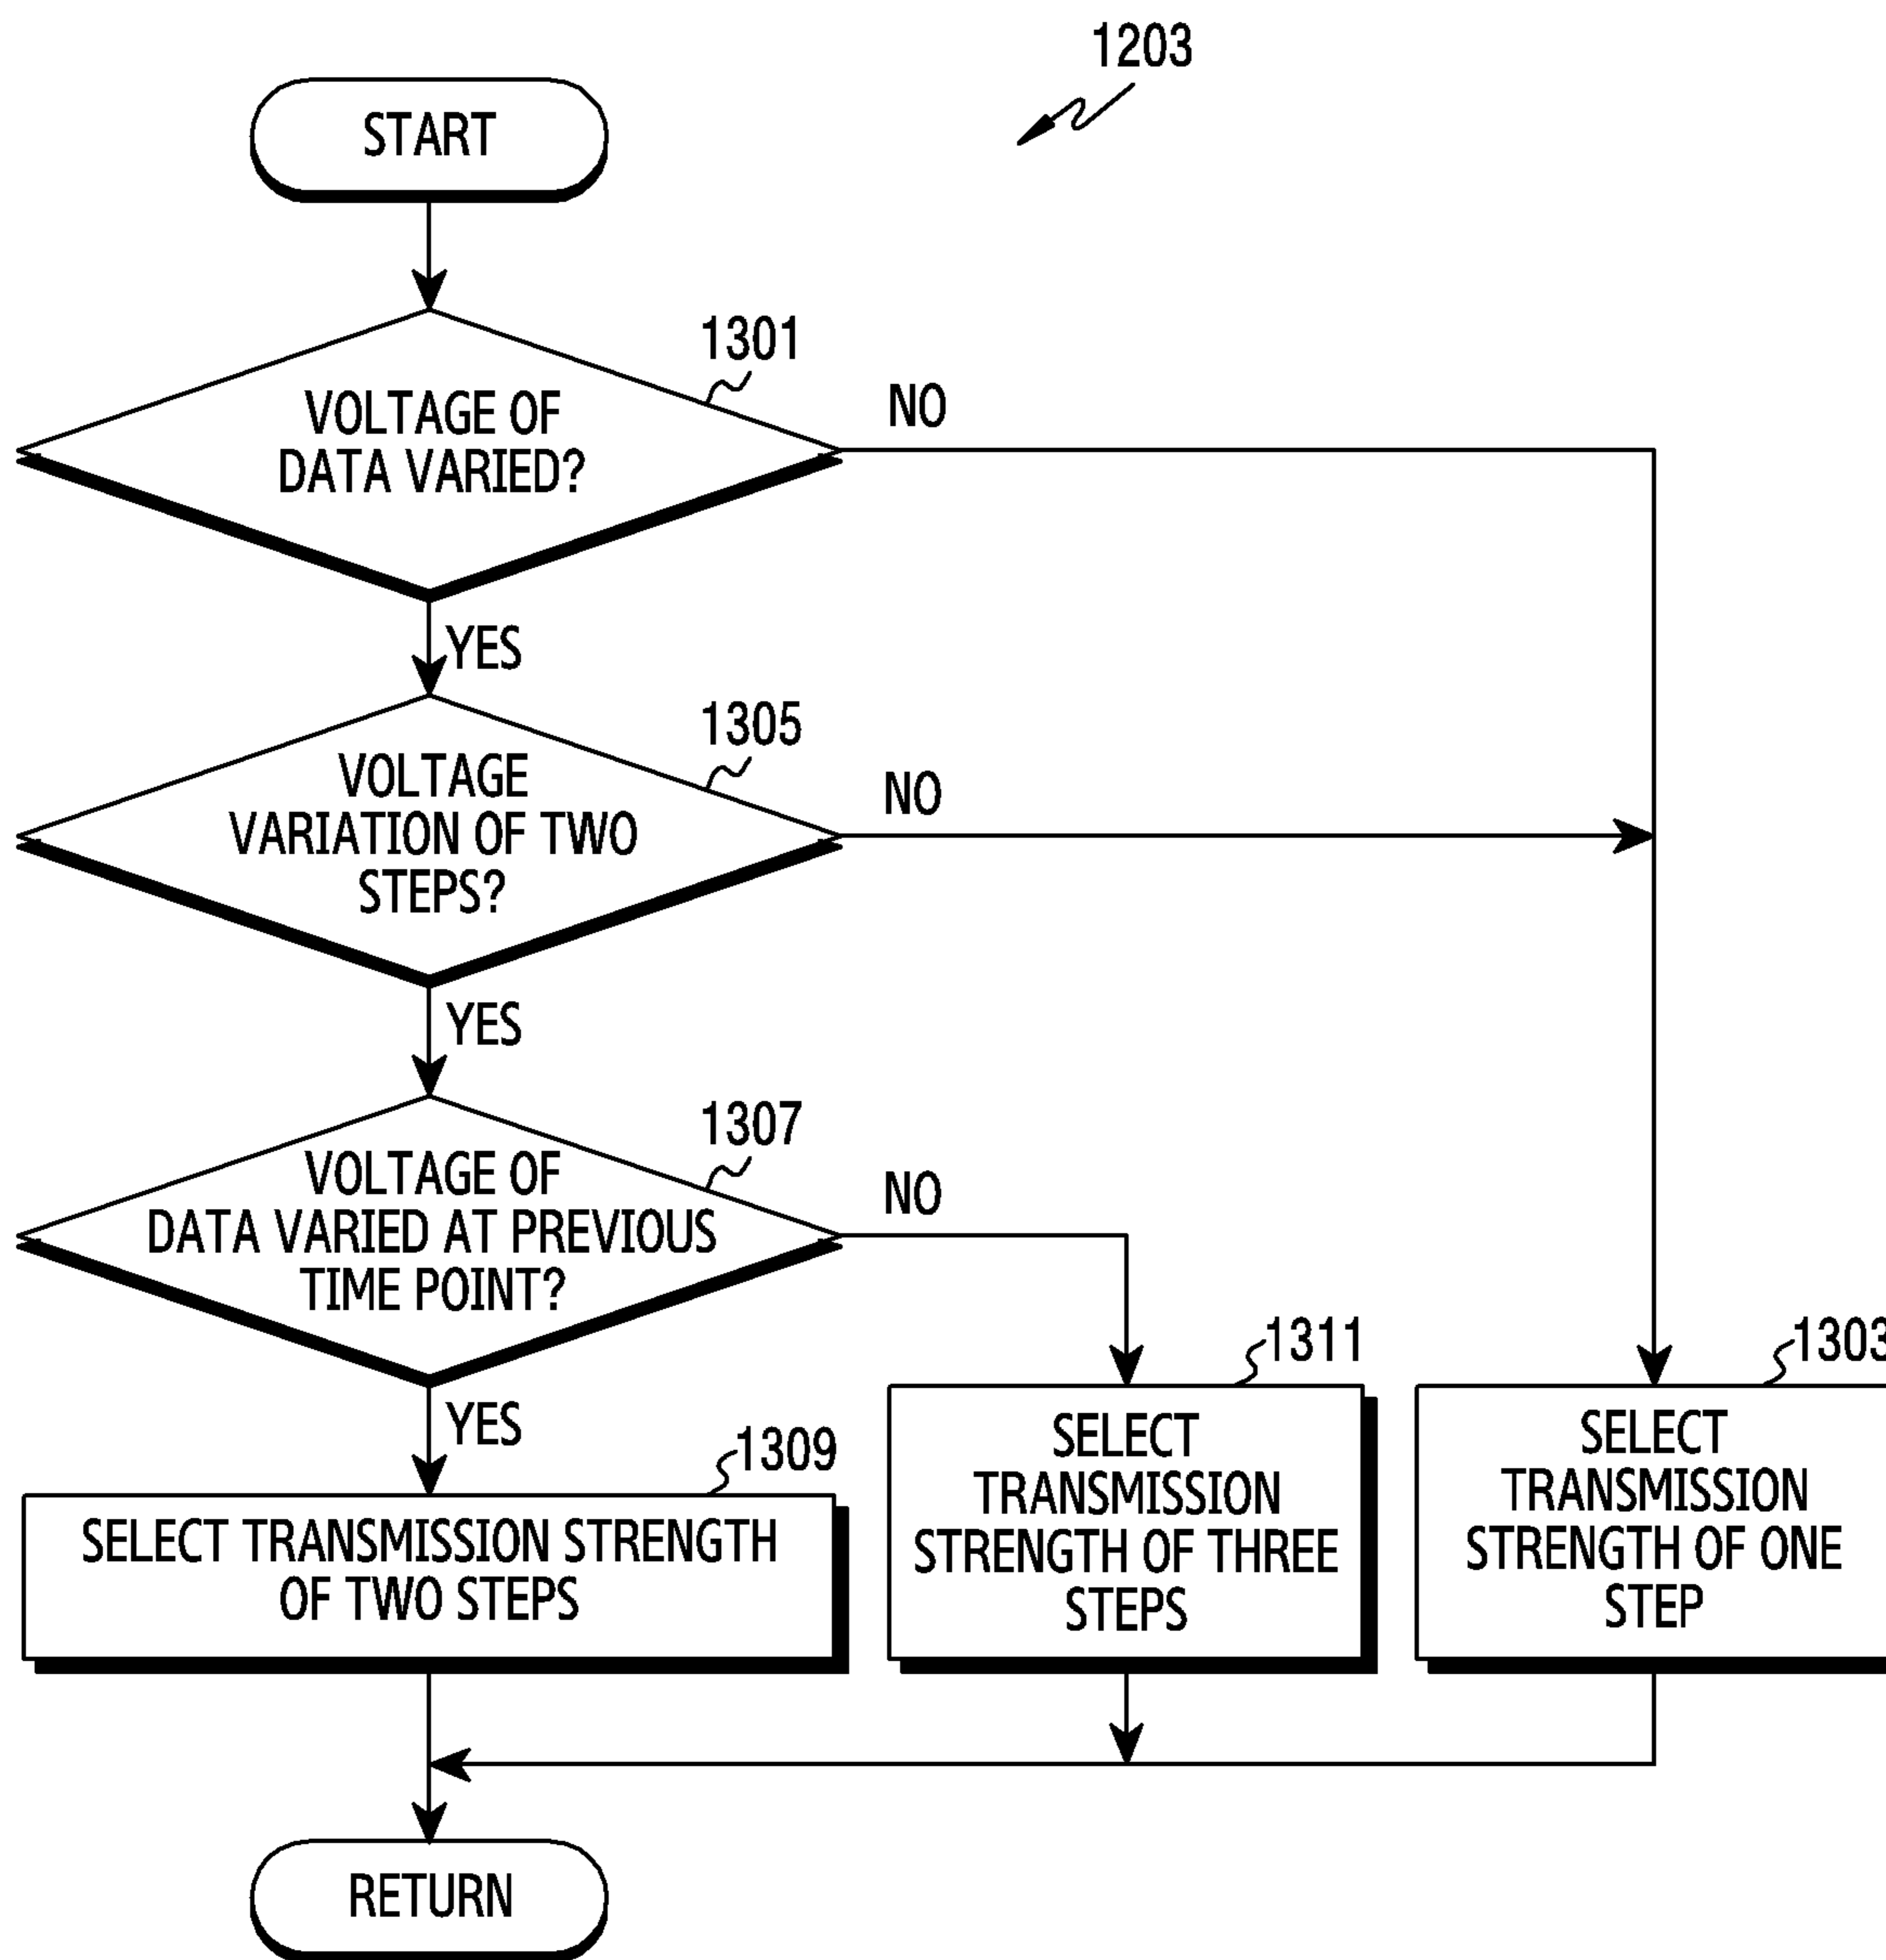 1203
START
1301
VOLTAGE OF
DATA VARIED?
NO
YES
1305
VOLTAGE
VARIATION OF TWO
STEPS?
NO
YES
1307
VOLTAGE OF
DATA VARIED AT PREVIOUS
TIME POINT?
NO
YES
1309
SELECT TRANSMISSION STRENGTH
OF TWO STEPS
1311
SELECT
TRANSMISSION
STRENGTH OF THREE
STEPS
1303
SELECT
TRANSMISSION
STRENGTH OF ONE
STEP
RETURN